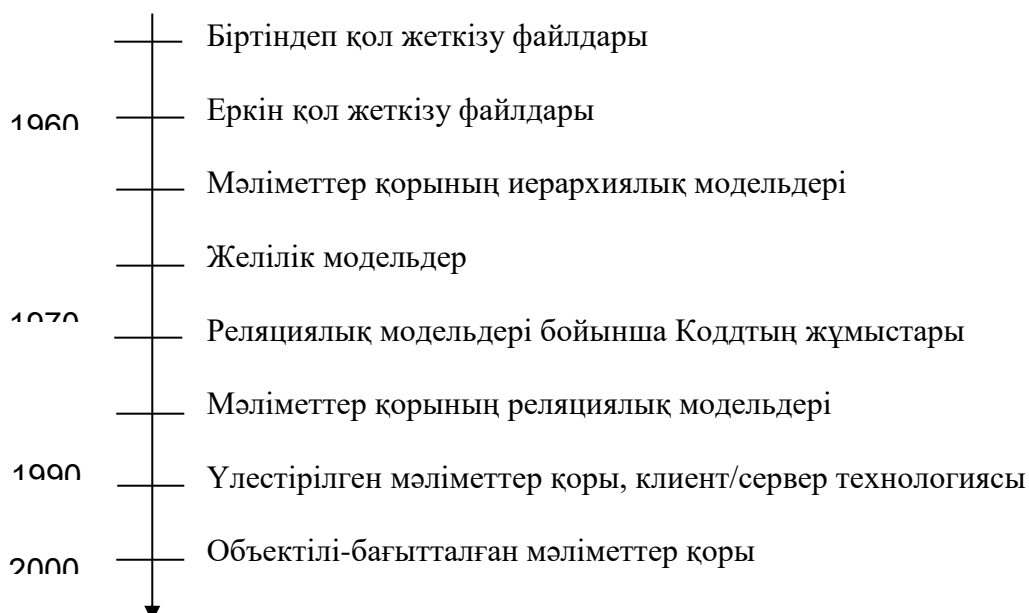 Біртіндеп қол жеткізу файлдары
1960 Еркін қол жеткізу файлдары
Мәліметтер қорының иерархиялық модельдері
Желілік модельдер
1970 Реляциялық модельдері бойынша Коддтың жұмыстары
Мәліметтер қорының реляциялық модельдері
1990 Үлестірілген мәліметтер қоры, клиент/сервер технологиясы
2000 Объектілі-бағытталған мәліметтер қоры